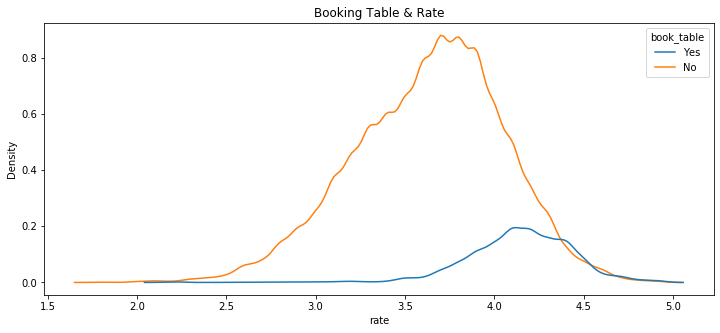 Booking Table & Rate
book_table
Yes
No
Density
0.8
0.6
0.4
0.2
0.0
1.5 2.0 2.5 3.0 3.5 4.0 4.5 5.0
rate